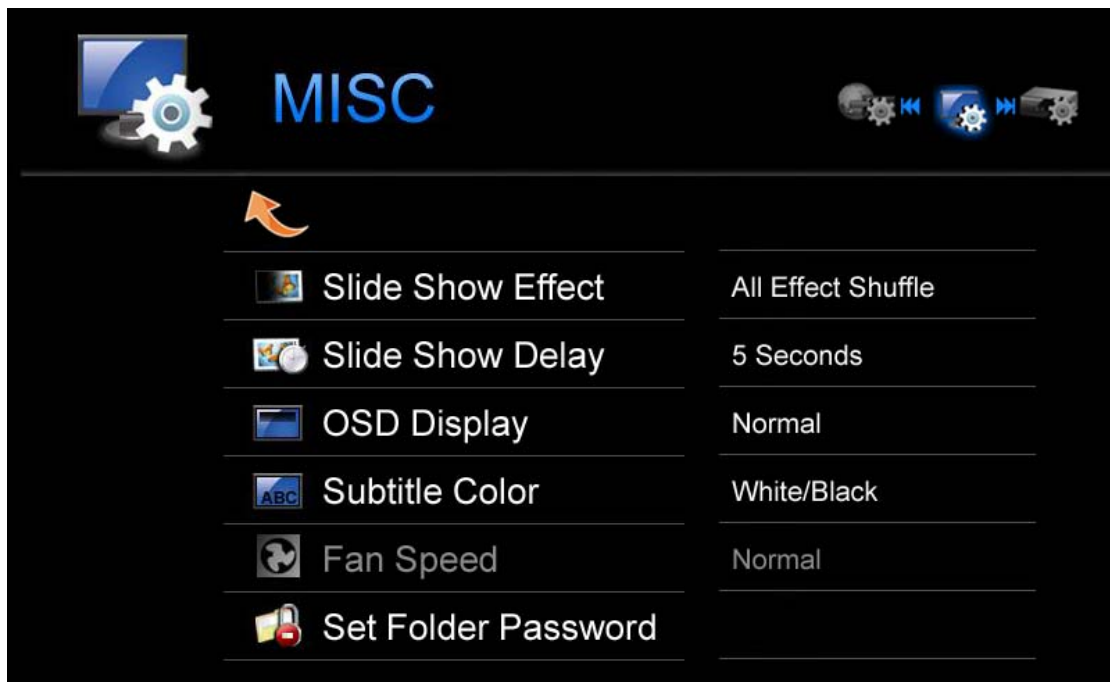 MISC
Slide Show Effect All Effect Shuffle
Slide Show Delay 5 Seconds
OSD Display Normal
ABC Subtitle Color White/Black
Fan Speed Normal
Set Folder Password